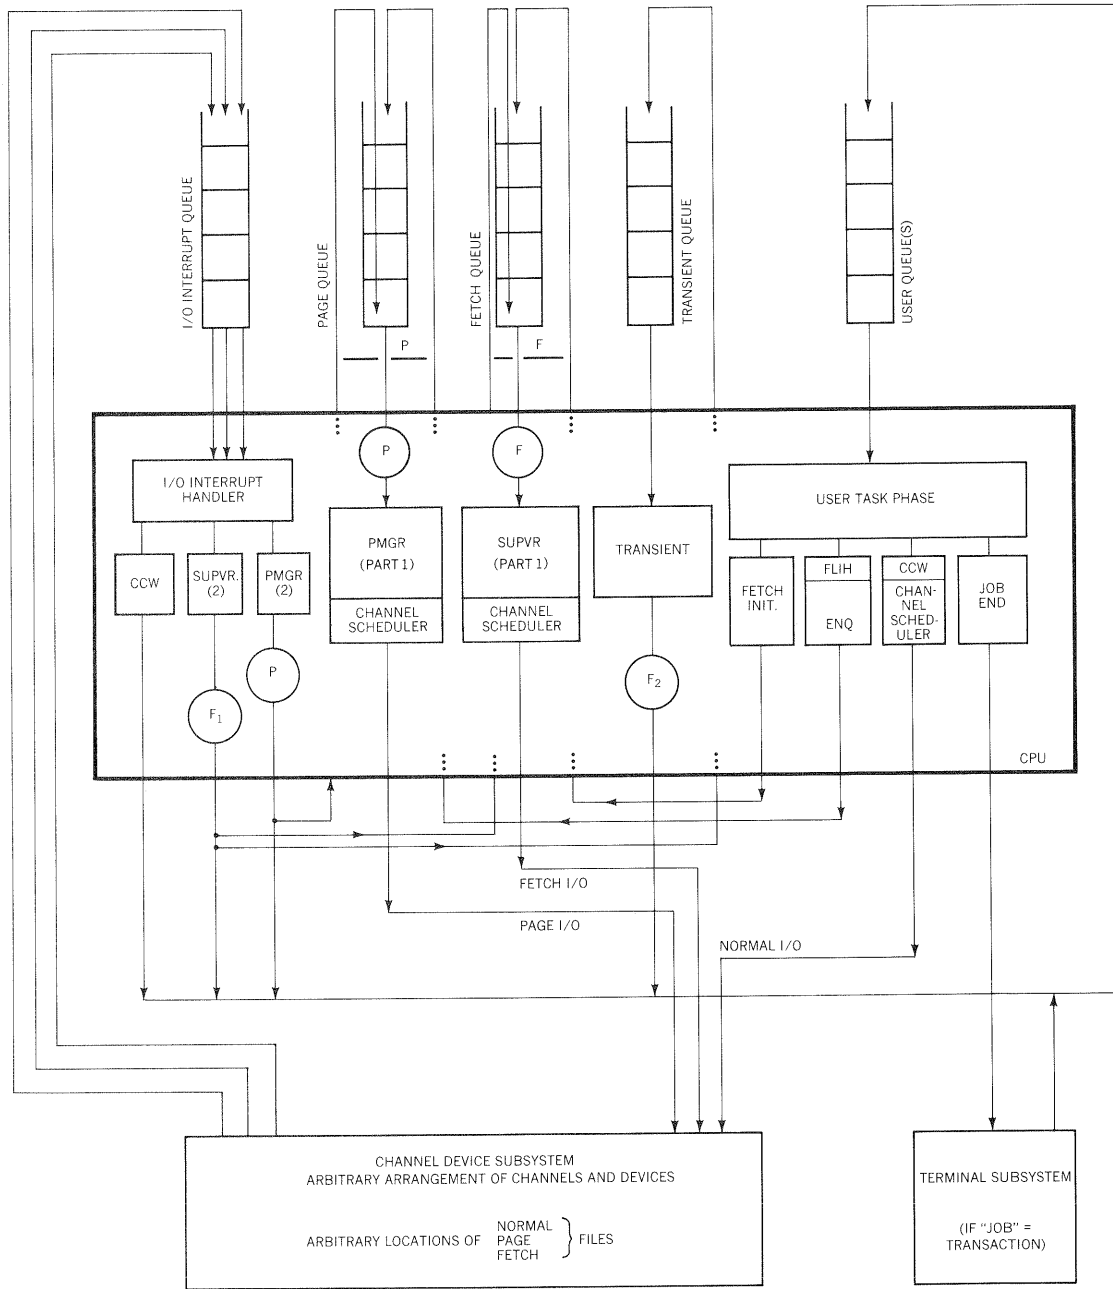 I/O INTERRUPT QUEUE
PAGE QUEUE
FETCH QUEUE
TRANSIENT QUEUE
USER QUEUE(S)
P
F
P
F
I/O INTERRUPT
HANDLER
CCW
SUPVR.
(2)
PMGR
(2)
PMGR
(PART 1)
CHANNEL
SCHEDULER
SUPVR
(PART 1)
CHANNEL
SCHEDULER
TRANSIENT
USER TASK PHASE
FETCH
INIT.
FLIH
ENQ
CCW
CHAN-
NEL
SCHED-
ULER
JOB
END
P
F1
F2
CPU
FETCH I/O
PAGE I/O
NORMAL I/O
CHANNEL DEVICE SUBSYSTEM
ARBITRARY ARRANGEMENT OF CHANNELS AND DEVICES
ARBITRARY LOCATIONS OF
NORMAL
PAGE
FETCH
FILES
TERMINAL SUBSYSTEM
(IF "JOB" =
TRANSACTION)